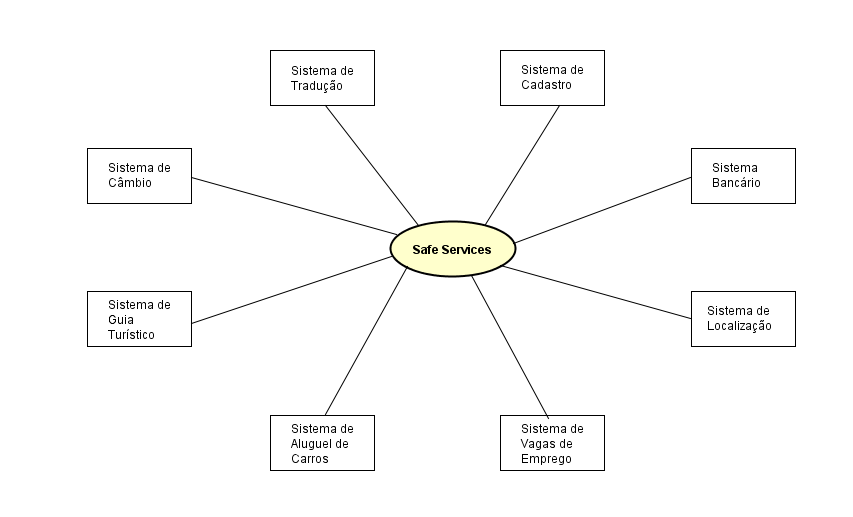 Sistema de
Tradução
Sistema de
Cadastro
Sistema de
Câmbio
Sistema
Bancário
Safe Services
Sistema de
Guia
Turístico
Sistema de
Localização
Sistema de
Aluguel de
Carros
Sistema de
Vagas de
Emprego